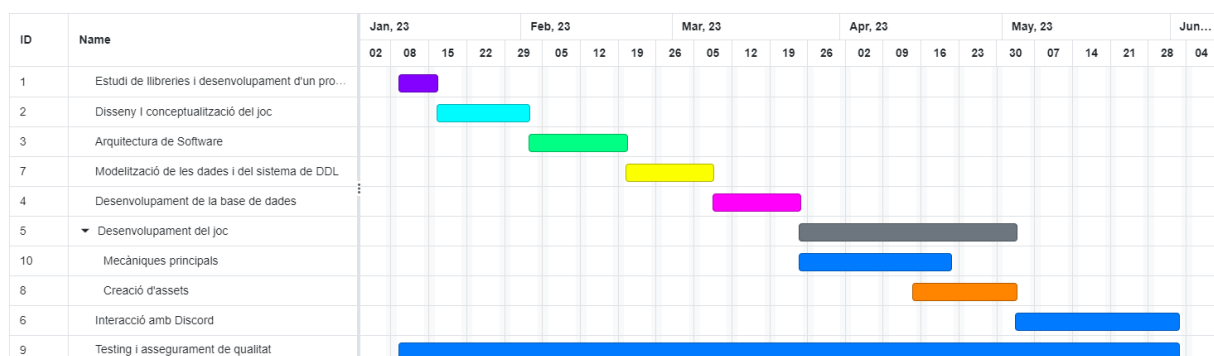 ID Name Jan, 23 Feb, 23 Mar, 23 Apr, 23 May, 23 Jun...
02 08 15 22 29 05 12 19 26 05 12 19 26 02 09 16 23 30 07 14 21 28 04
1 Estudi de llibreries i desenvolupament d'un pro...
2 Disseny I conceptualització del joc
3 Arquitectura de Software
7 Modelització de les dades i del sistema de DDL
4 Desenvolupament de la base de dades
5 Desenvolupament del joc
10 Mecàniques principals
8 Creació d'assets
6 Interacció amb Discord
9 Testing i assegurament de qualitat